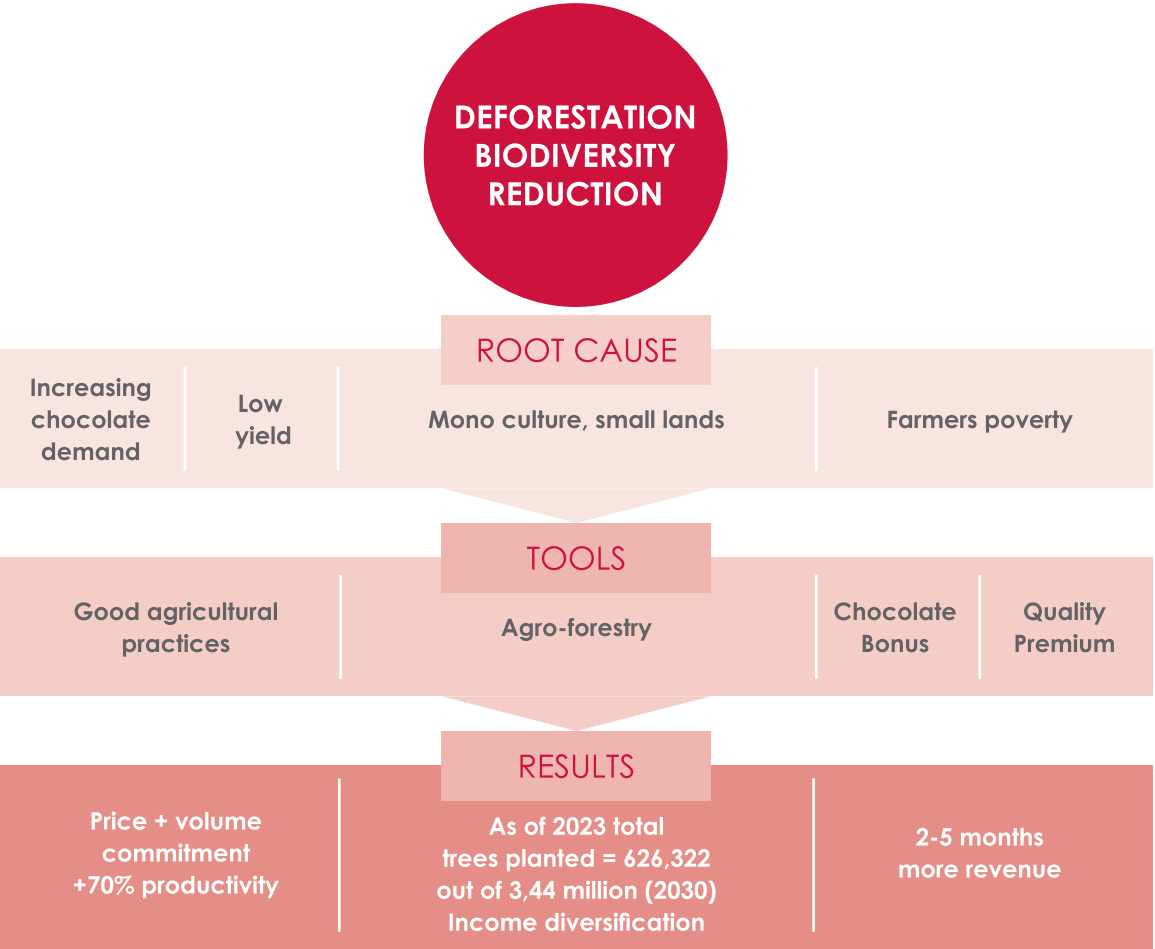 DEFORESTATION
BIODIVERSITY
REDUCTION
ROOT CAUSE
Increasing
chocolate
demand
Low
yield
Mono culture, small lands
Farmers poverty
TOOLS
Good agricultural
practices
Agro-forestry
Chocolate
Bonus
Quality
Premium
RESULTS
Price + volume
commitment
+70% productivity
As of 2023 total
trees planted = 626,322
out of 3,44 million (2030)
Income diversification
2-5 months
more revenue